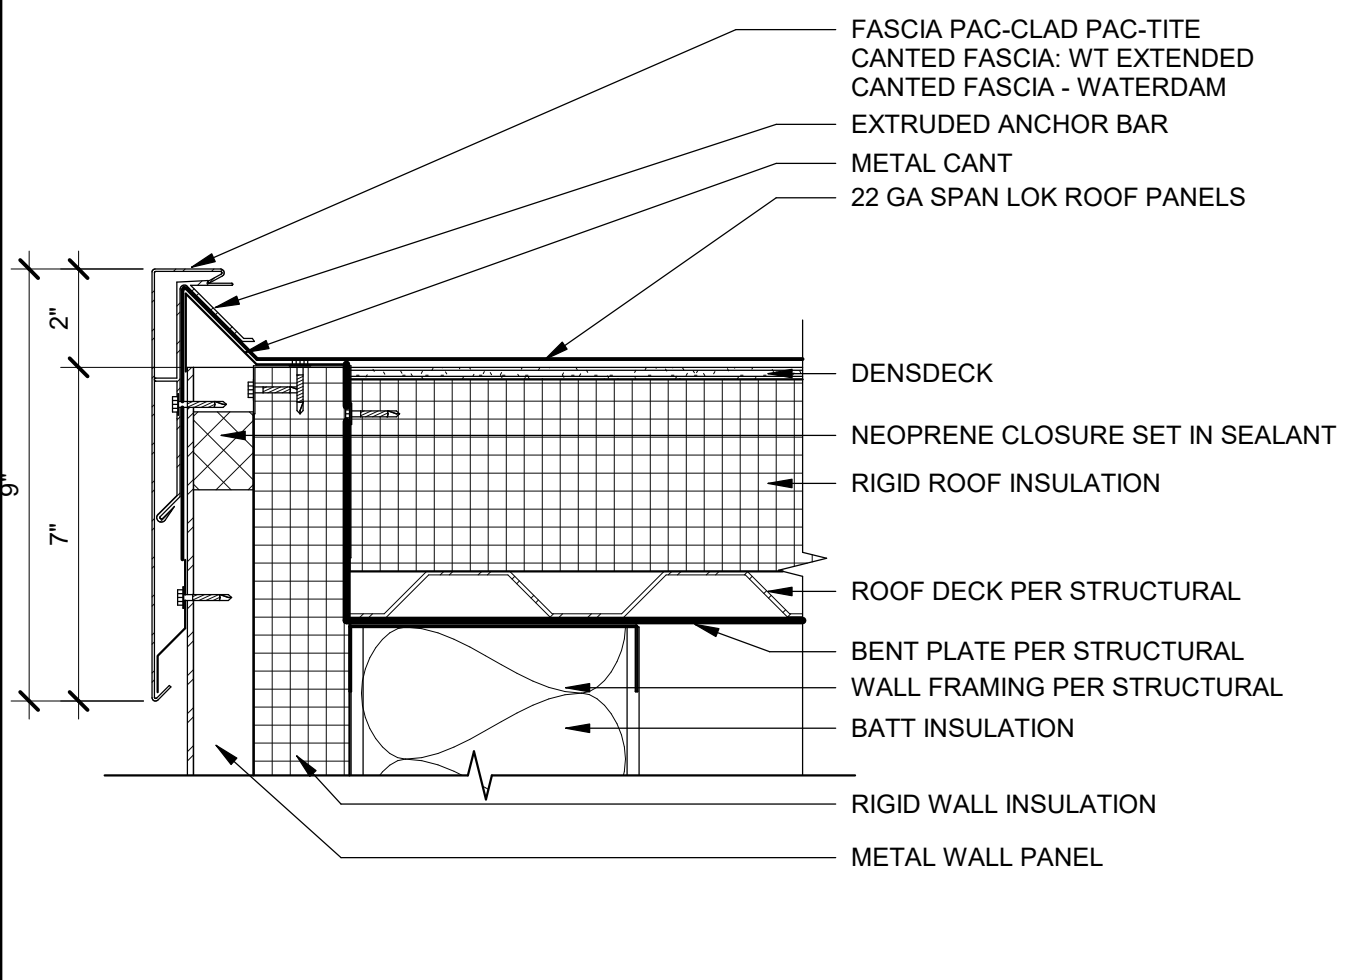 FASCIA PAC-CLAD PAC-TITE
CANTED FASCIA: WT EXTENDED
CANTED FASCIA - WATERDAM
EXTRUDED ANCHOR BAR
METAL CANT
22 GA SPAN LOK ROOF PANELS
2"
DENSDECK
NEOPRENE CLOSURE SET IN SEALANT
RIGID ROOF INSULATION
9"
7"
ROOF DECK PER STRUCTURAL
BENT PLATE PER STRUCTURAL
WALL FRAMING PER STRUCTURAL
BATT INSULATION
RIGID WALL INSULATION
METAL WALL PANEL